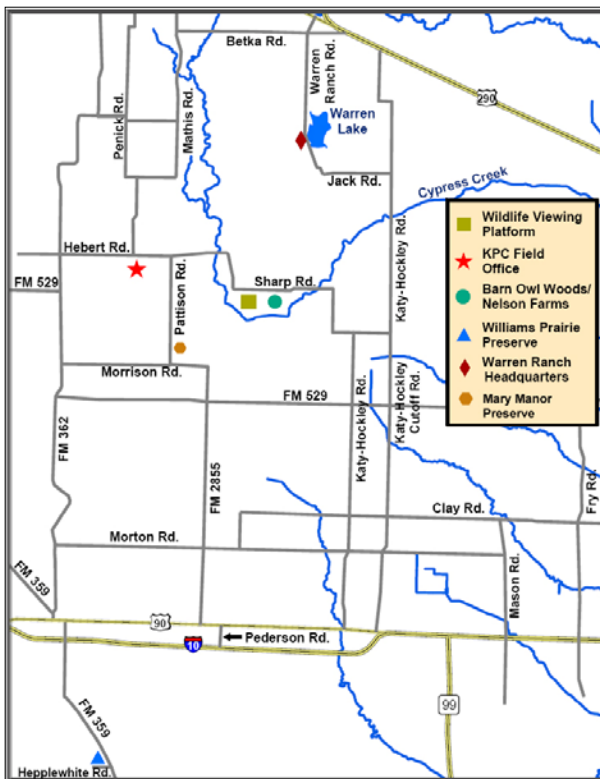 Betka Rd.
290
Warren
Ranch Rd.
Penick Rd.
Mathis Rd.
Warren
Lake
Jack Rd.
Cypress Creek
Katy-Hockley Rd.
Wildlife Viewing
Platform
KPC Field
Office
Barn Owl Woods/
Nelson Farms
Williams Prairie
Preserve
Warren Ranch
Headquarters
Mary Manor
Preserve
Hebert Rd.
FM 529
Pattison Rd.
Sharp Rd.
Morrison Rd.
Katy-Hockley Rd.
Katy-Hockley
Cutoff Rd.
FM 529
FM 362
FM 2855
Clay Rd.
Fry Rd.
Morton Rd.
Mason Rd.
FM 359
90
10
Pederson Rd.
99
FM 359
Hepplewhite Rd.